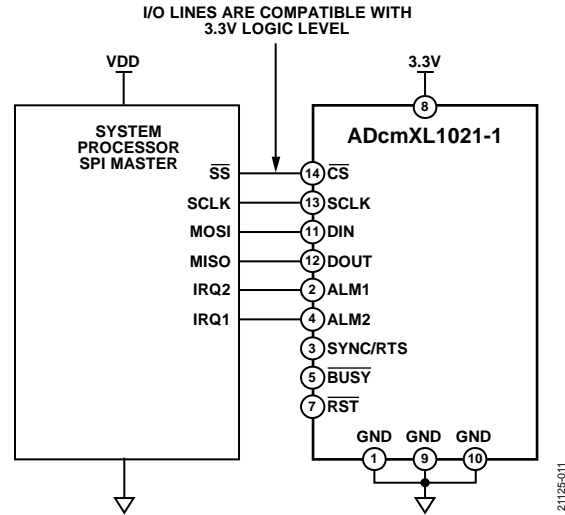 I/O LINES ARE COMPATIBLE WITH
3.3V LOGIC LEVEL
VDD
3.3V
8
SYSTEM
PROCESSOR
SPI MASTER
ADcmXL1021-1
SS 14 CS
SCLK 13 SCLK
MOSI 11 DIN
MISO 12 DOUT
IRQ2 2 ALM1
IRQ1 4 ALM2
3 SYNC/RTS
5 BUSY
7 RST
GND GND GND
1 9 10
21125-011